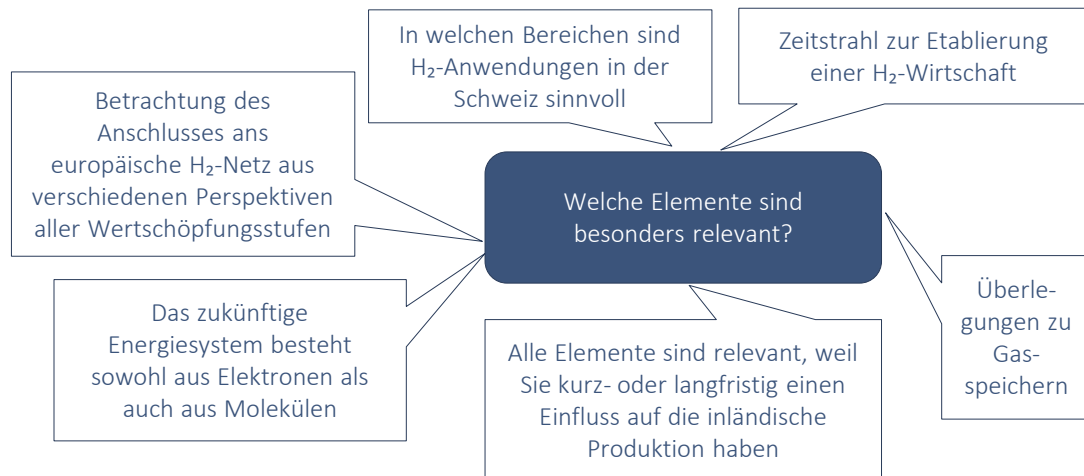 In welchen Bereichen sind
H₂-Anwendungen in der
Schweiz sinnvoll
Zeitstrahl zur Etablierung
einer H₂-Wirtschaft
Betrachtung des
Anschlusses ans
europäische H₂-Netz aus
verschiedenen Perspektiven
aller Wertschöpfungsstufen
Welche Elemente sind
besonders relevant?
Das zukünftige
Energiesystem besteht
sowohl aus Elektronen als
auch aus Molekülen
Alle Elemente sind relevant, weil
Sie kurz- oder langfristig einen
Einfluss auf die inländische
Produktion haben
Überle-
gungen zu
Gas-
speichern